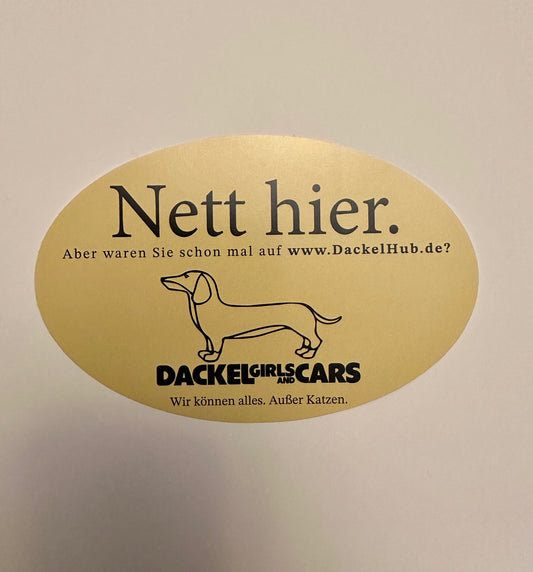 Nett hier.
Aber waren Sie schon mal auf www.DackelHub.de?
DACKELGIRLSANDCARS
Wir können alles. Außer Katzen.